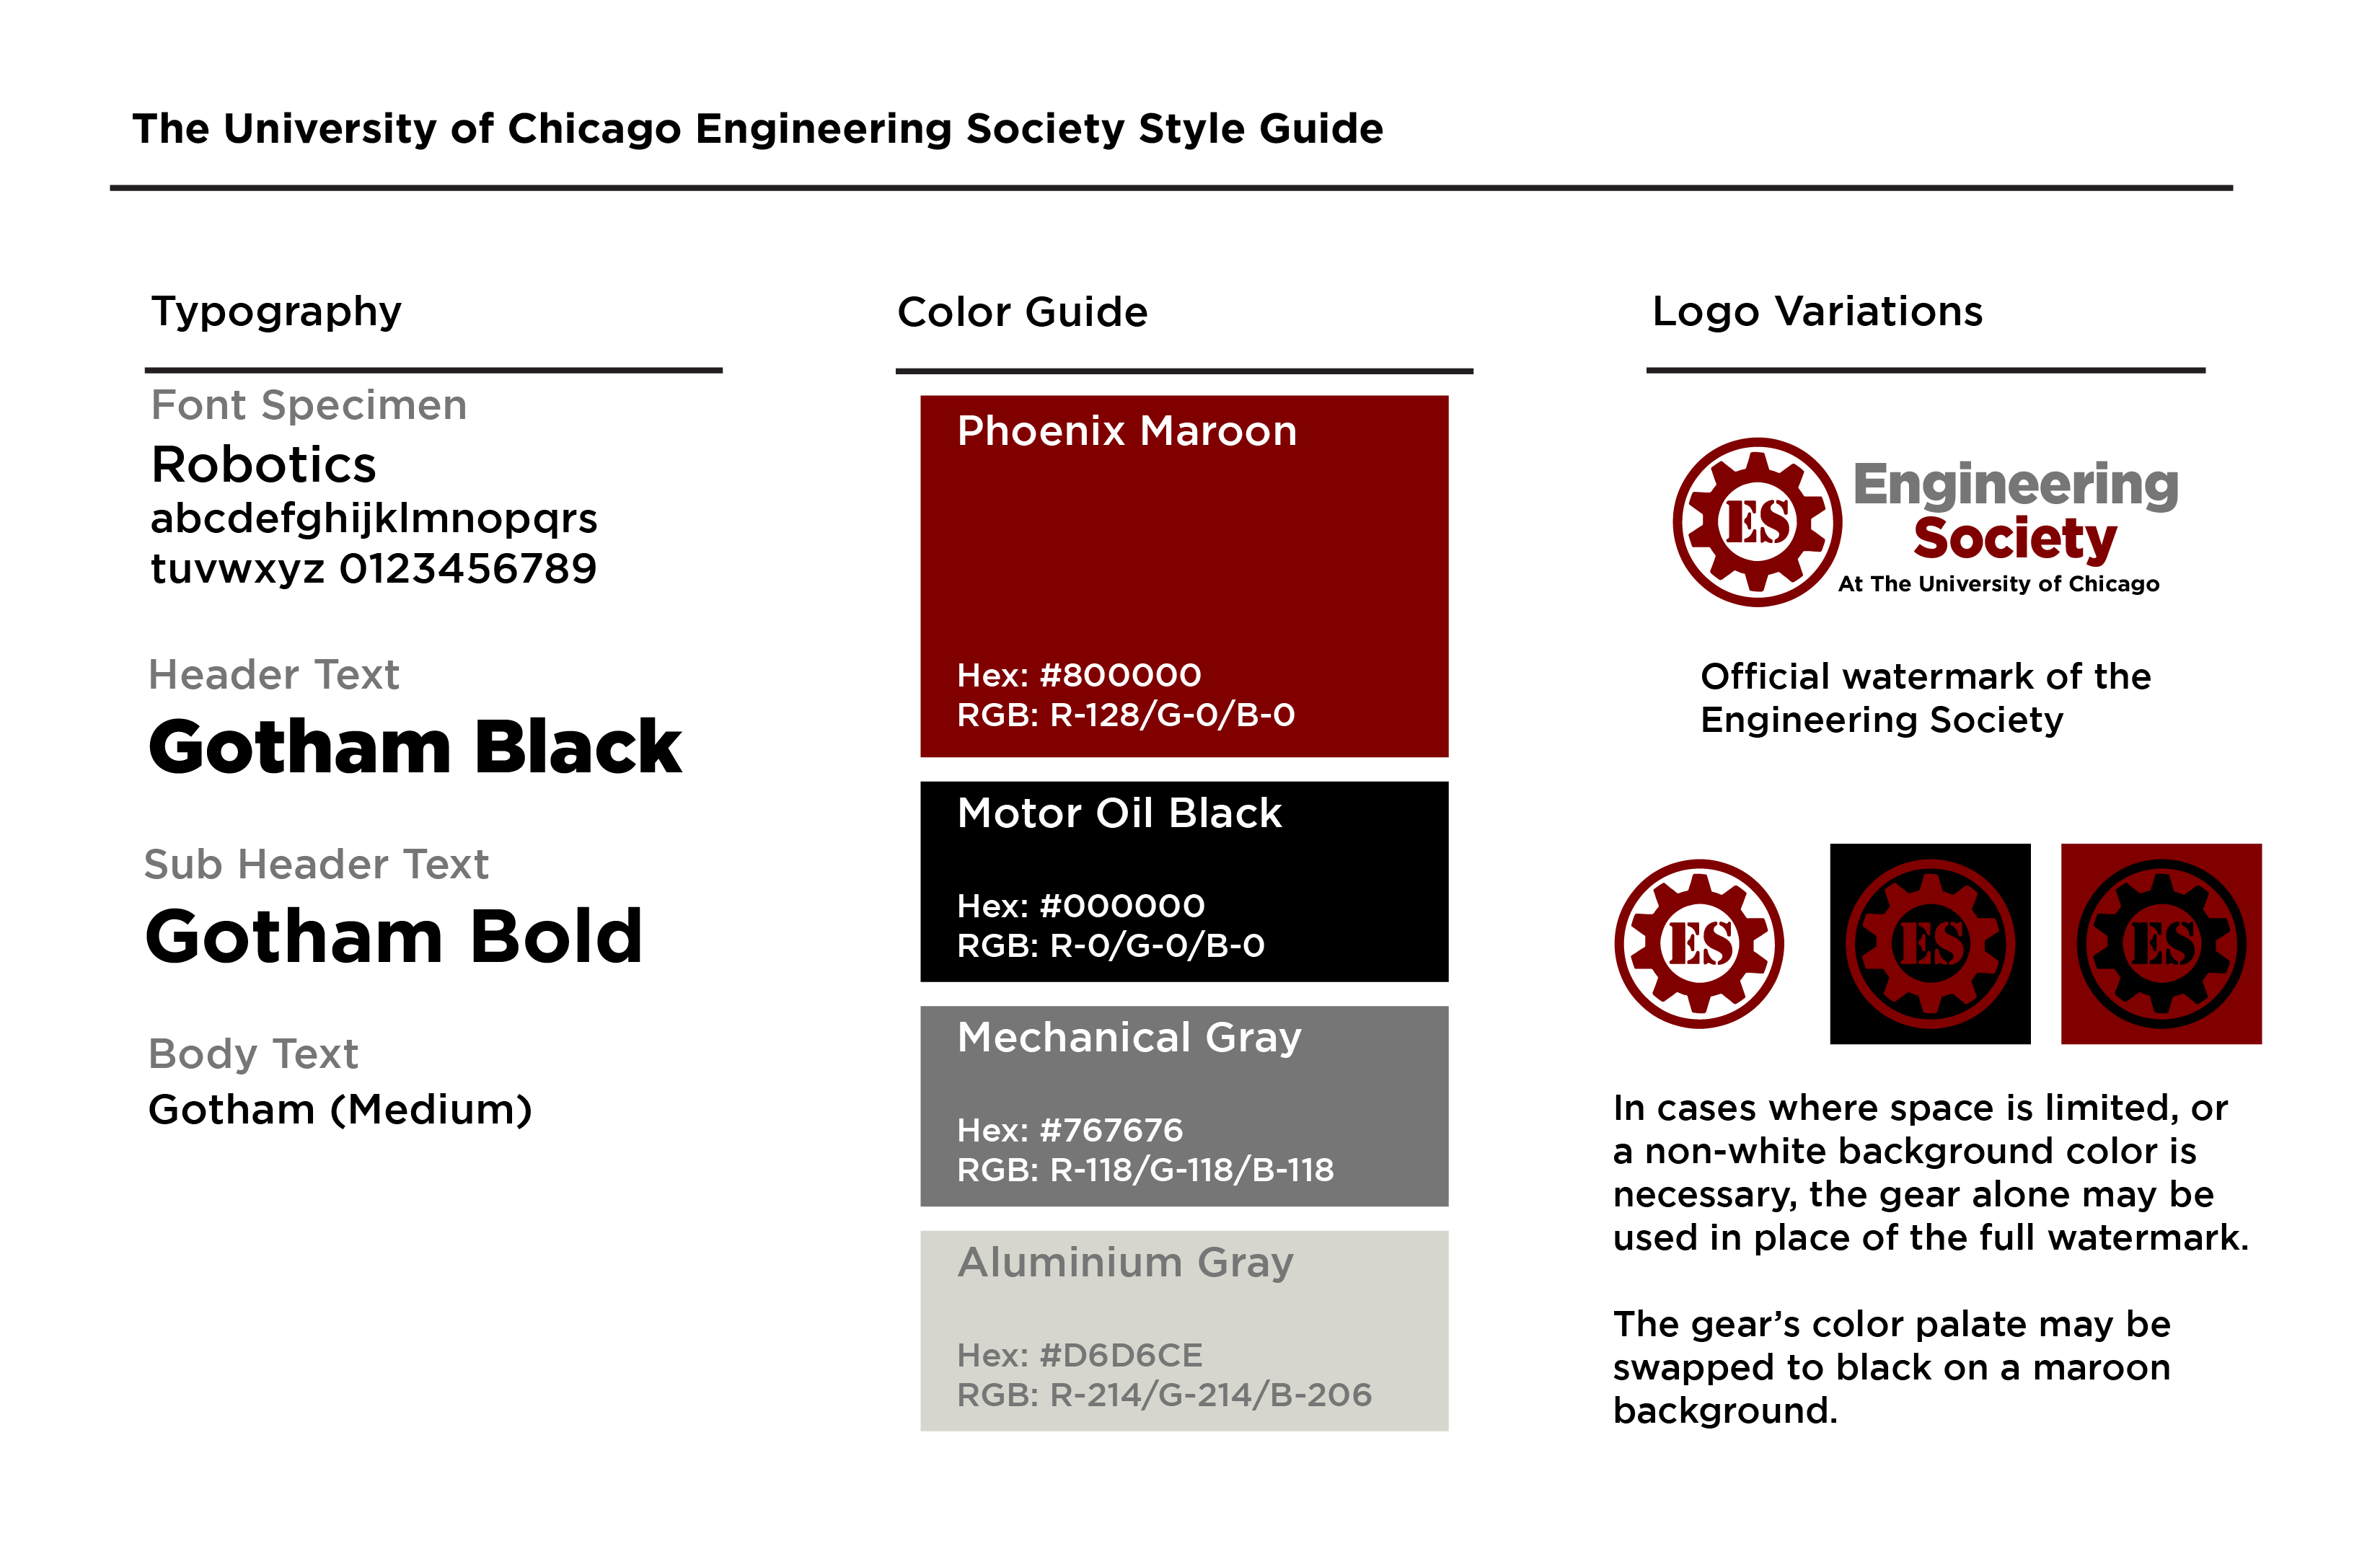 The University of Chicago Engineering Society Style Guide
Typography
Font Specimen
Robotics
abcdefghijklmnopqrs
tuvwxyz 0123456789
Header Text
Gotham Black
Sub Header Text
Gotham Bold
Body Text
Gotham (Medium)
Color Guide
Phoenix Maroon
Hex: #800000
RGB: R-128/G-0/B-0
Motor Oil Black
Hex: #000000
RGB: R-0/G-0/B-0
Mechanical Gray
Hex: #767676
RGB: R-118/G-118/B-118
Aluminium Gray
Hex: #D6D6CE
RGB: R-214/G-214/B-206
Logo Variations
ES
Engineering
Society
At The University of Chicago
Official watermark of the
Engineering Society
ES
ES
ES
In cases where space is limited, or
a non-white background color is
necessary, the gear alone may be
used in place of the full watermark.
The gear’s color palate may be
swapped to black on a maroon
background.